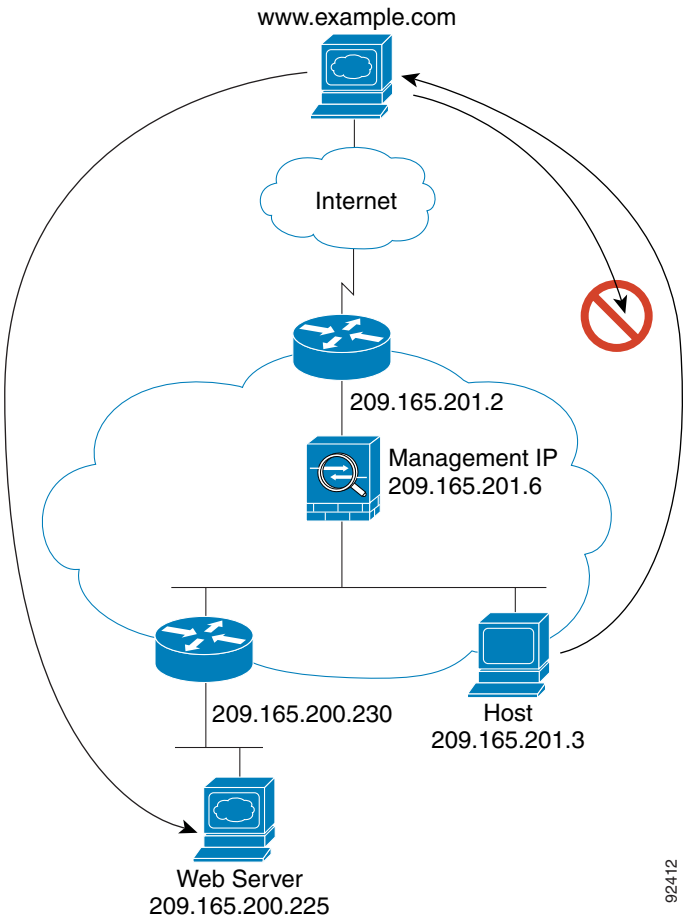 www.example.com
Internet
209.165.201.2
Management IP
209.165.201.6
209.165.200.230
Host
209.165.201.3
Web Server
209.165.200.225
92412